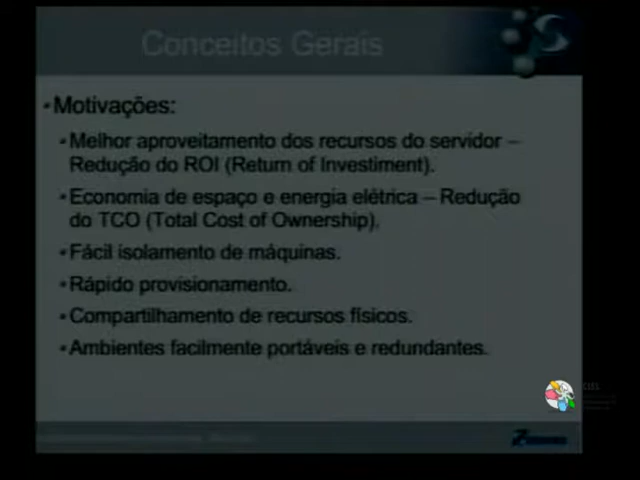 Conceitos Gerais
Motivações:
Melhor aproveitamento dos recursos do servidor –
Redução do ROI (Return of Investiment).
Economia de espaço e energia elétrica – Redução
do TCO (Total Cost of Ownership).
Fácil isolamento de máquinas.
Rápido provisionamento.
Compartilhamento de recursos físicos.
Ambientes facilmente portáveis e redundantes.